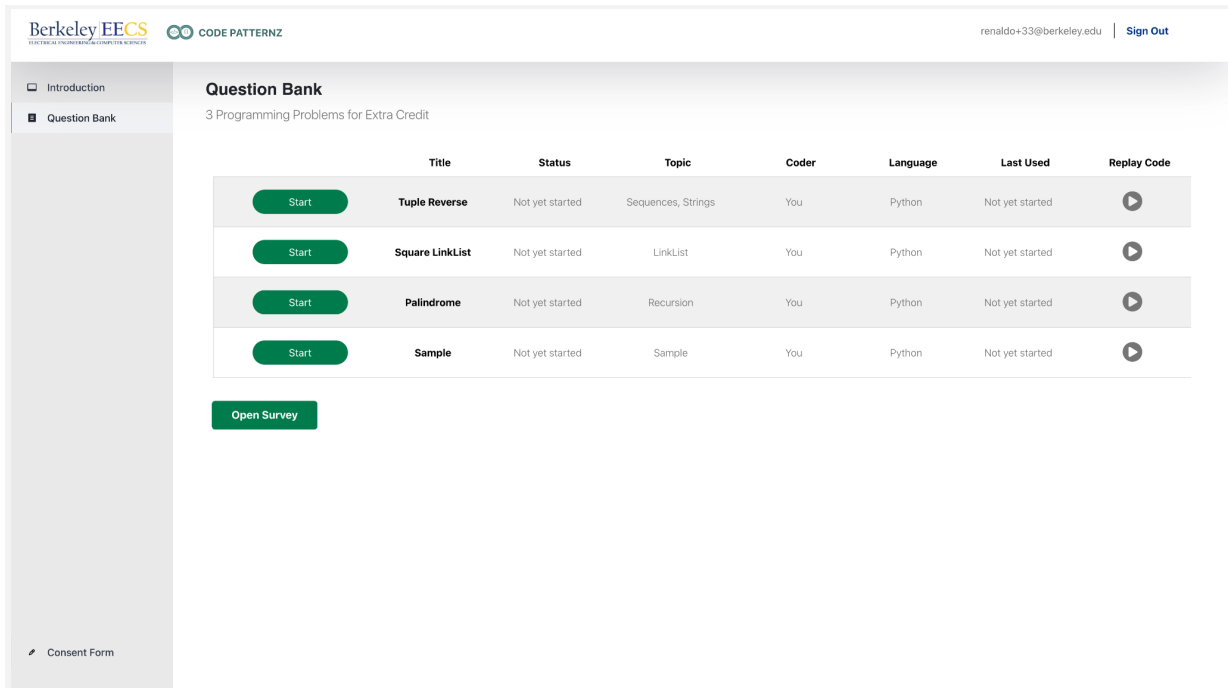 Berkeley EECS
ELECTRICAL ENGINEERING & COMPUTER SCIENCES
CODE PATTERNZ
renaldo+33@berkeley.edu Sign Out
Introduction
Question Bank
Question Bank
3 Programming Problems for Extra Credit
Title Status Topic Coder Language Last Used Replay Code
Start Tuple Reverse Not yet started Sequences, Strings You Python Not yet started
Start Square LinkList Not yet started LinkList You Python Not yet started
Start Palindrome Not yet started Recursion You Python Not yet started
Start Sample Not yet started Sample You Python Not yet started
Open Survey
Consent Form